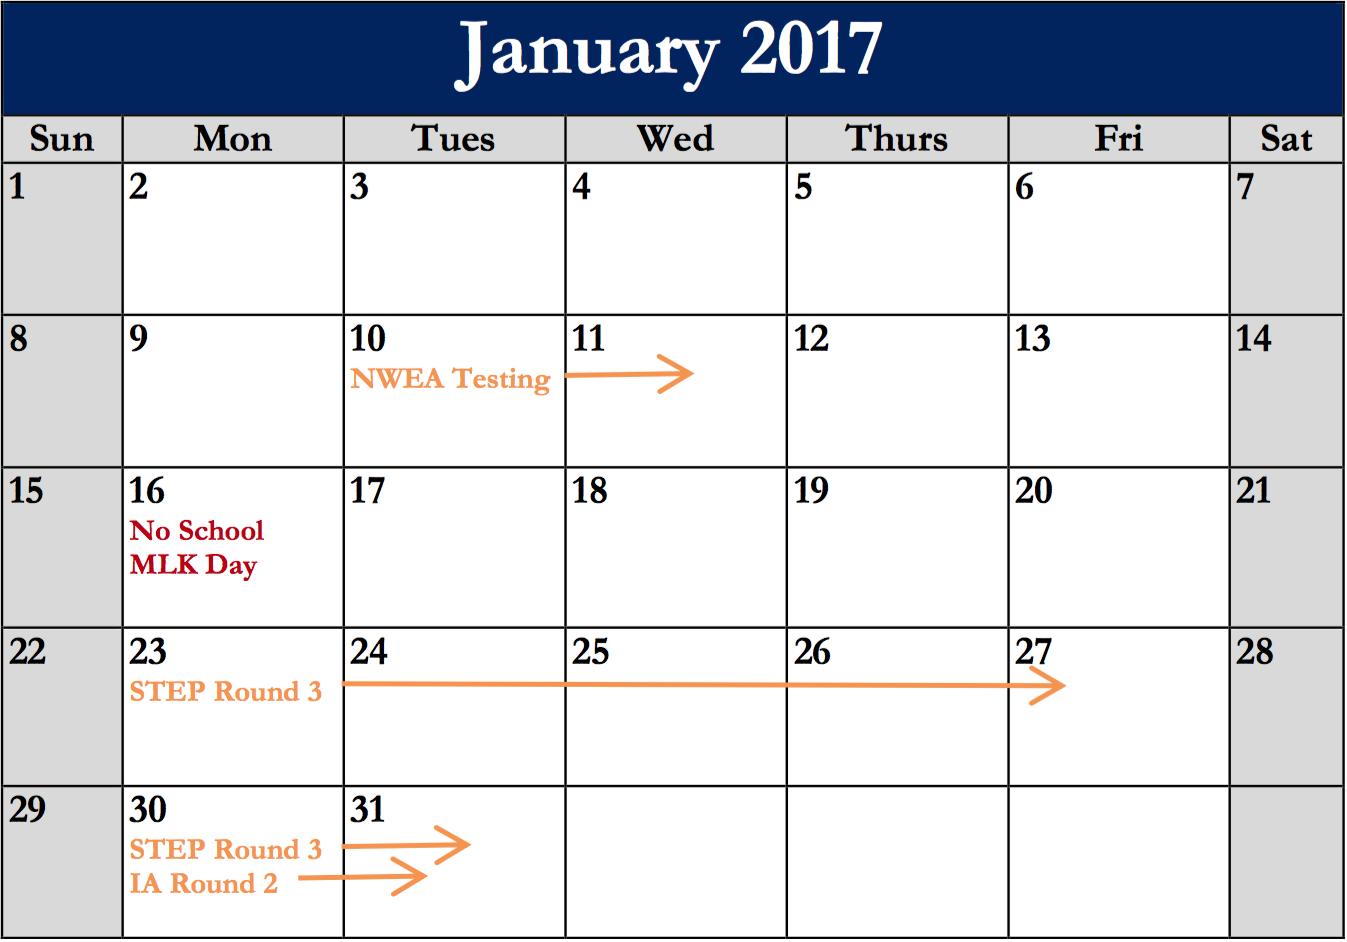 January 2017
Sun Mon Tues Wed Thurs Fri Sat
1 2 3 4 5 6 7
8 9 10 11 12 13 14
NWEA Testing
15 16 17 18 19 20 21
No School
MLK Day
22 23 24 25 26 27 28
STEP Round 3
29 30 31
STEP Round 3
IA Round 2